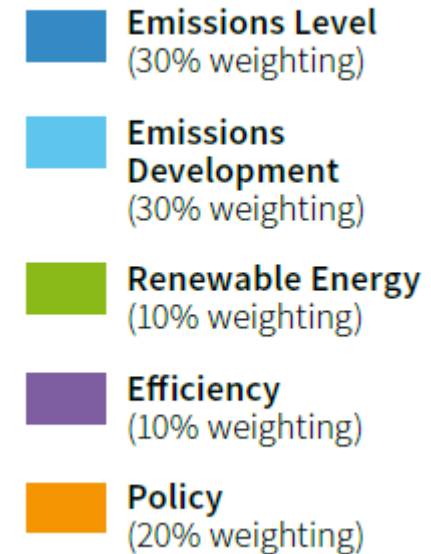 Emissions Level
(30% weighting)
Emissions
Development
(30% weighting)
Renewable Energy
(10% weighting)
Efficiency
(10% weighting)
Policy
(20% weighting)